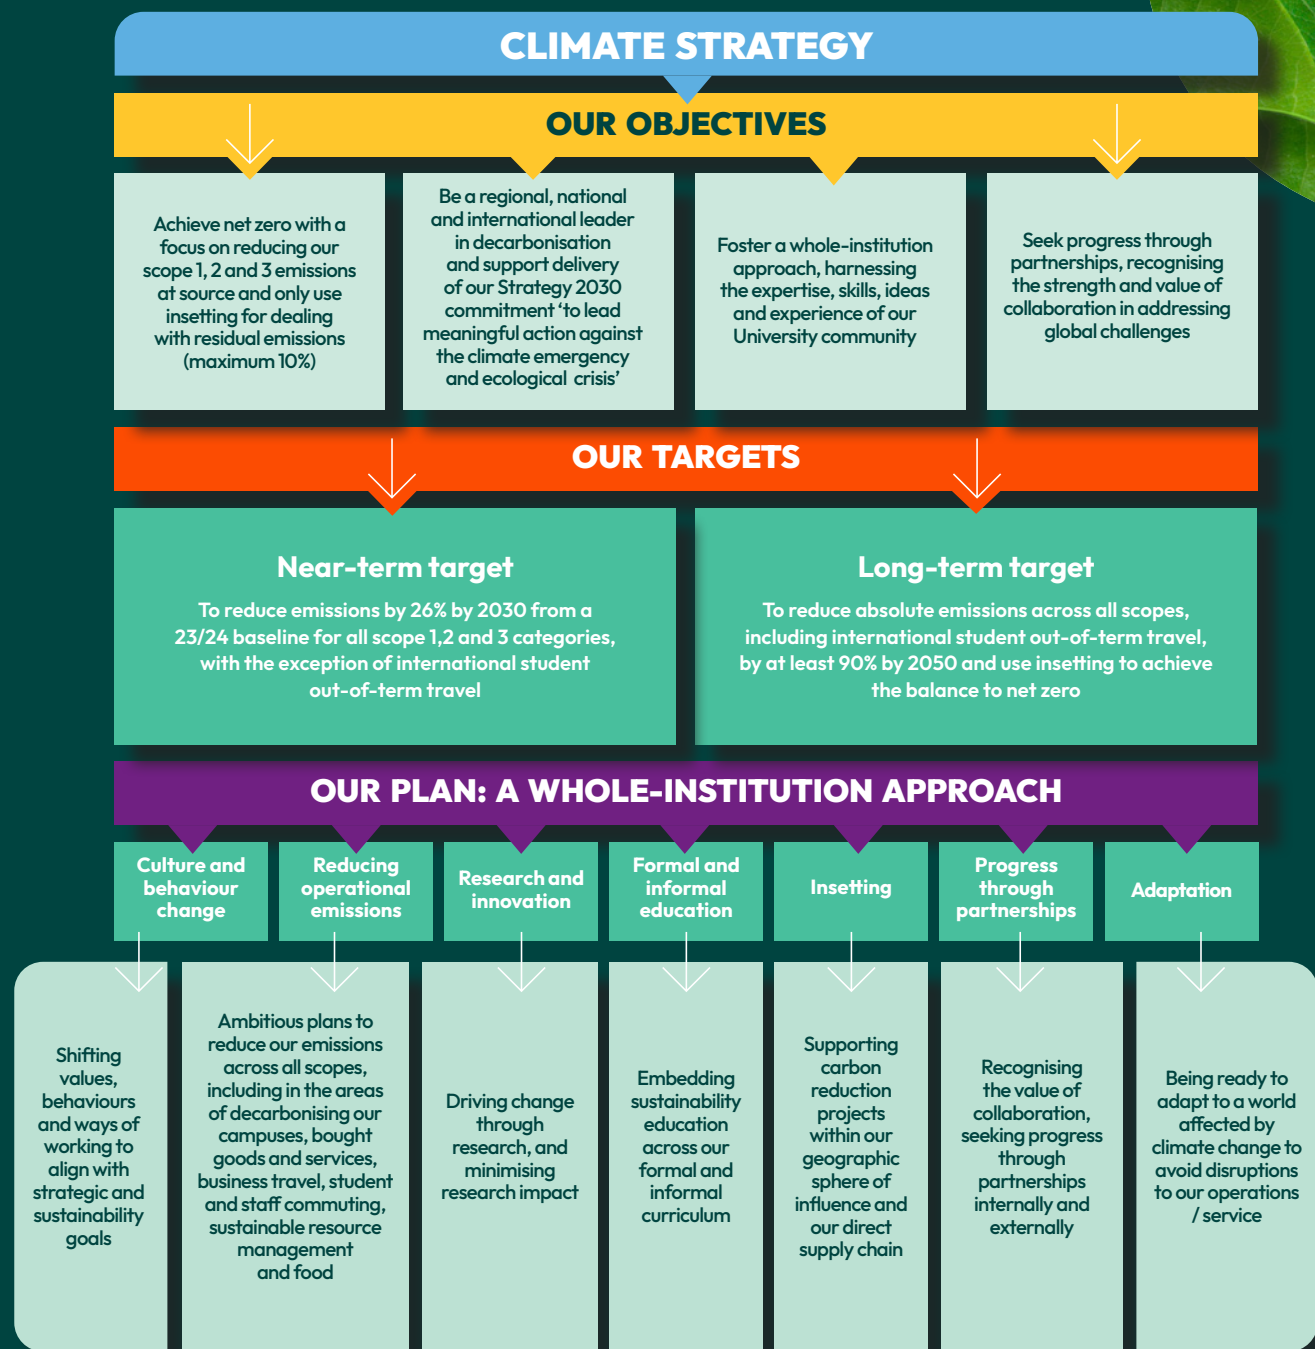 CLIMATE STRATEGY
OUR OBJECTIVES
Achieve net zero with a
focus on reducing our
scope 1, 2 and 3 emissions
at source and only use
insetting for dealing
with residual emissions
(maximum 10%)
Be a regional, national
and international leader
in decarbonisation
and support delivery
of our Strategy 2030
commitment ‘to lead
meaningful action against
the climate emergency
and ecological crisis’
Foster a whole-institution
approach, harnessing
the expertise, skills, ideas
and experience of our
University community
Seek progress through
partnerships, recognising
the strength and value of
collaboration in addressing
global challenges
OUR TARGETS
Near-term target
To reduce emissions by 26% by 2030 from a
23/24 baseline for all scope 1,2 and 3 categories,
with the exception of international student
out-of-term travel
Long-term target
To reduce absolute emissions across all scopes,
including international student out-of-term travel,
by at least 90% by 2050 and use insetting to achieve
the balance to net zero
OUR PLAN: A WHOLE-INSTITUTION APPROACH
Culture and
behaviour
change
Reducing
operational
emissions
Research and
innovation
Formal and
informal
education
Insetting
Progress
through
partnerships
Adaptation
Shifting
values,
behaviours
and ways of
working to
align with
strategic and
sustainability
goals
Ambitious plans to
reduce our emissions
across all scopes,
including in the areas
of decarbonising our
campuses, bought
goods and services,
business travel, student
and staff commuting,
sustainable resource
management
and food
Driving change
through
research, and
minimising
research impact
Embedding
sustainability
education
across our
formal and
informal
curriculum
Supporting
carbon
reduction
projects
within our
geographic
sphere of
influence and
our direct
supply chain
Recognising
the value of
collaboration,
seeking progress
through
partnerships
internally and
externally
Being ready to
adapt to a world
affected by
climate change to
avoid disruptions
to our operations
/ service